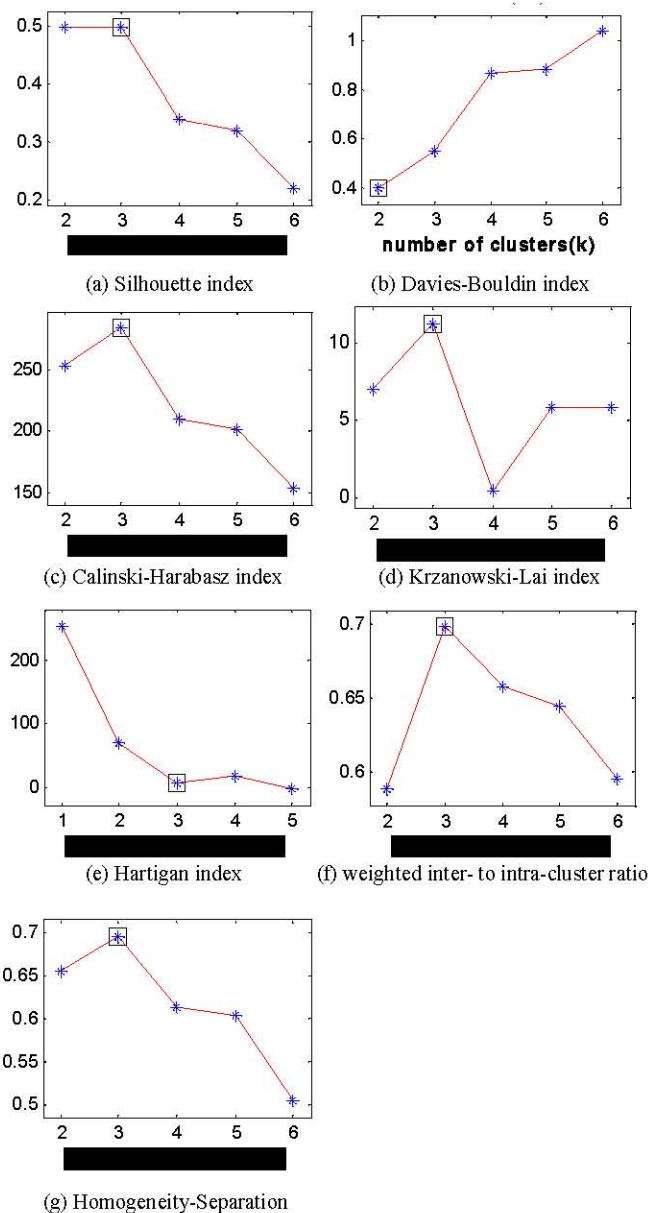 0.5
0.4
0.3
0.2
2 3 4 5 6
(a) Silhouette index
1
0.8
0.6
0.4
2 3 4 5 6
number of clusters(k)
(b) Davies-Bouldin index
250
200
150
2 3 4 5 6
(c) Calinski-Harabasz index
10
5
0
2 3 4 5 6
(d) Krzanowski-Lai index
200
100
0
1 2 3 4 5
(e) Hartigan index
0.7
0.65
0.6
2 3 4 5 6
(f) weighted inter- to intra-cluster ratio
0.7
0.65
0.6
0.55
0.5
2 3 4 5 6
(g) Homogeneity-Separation